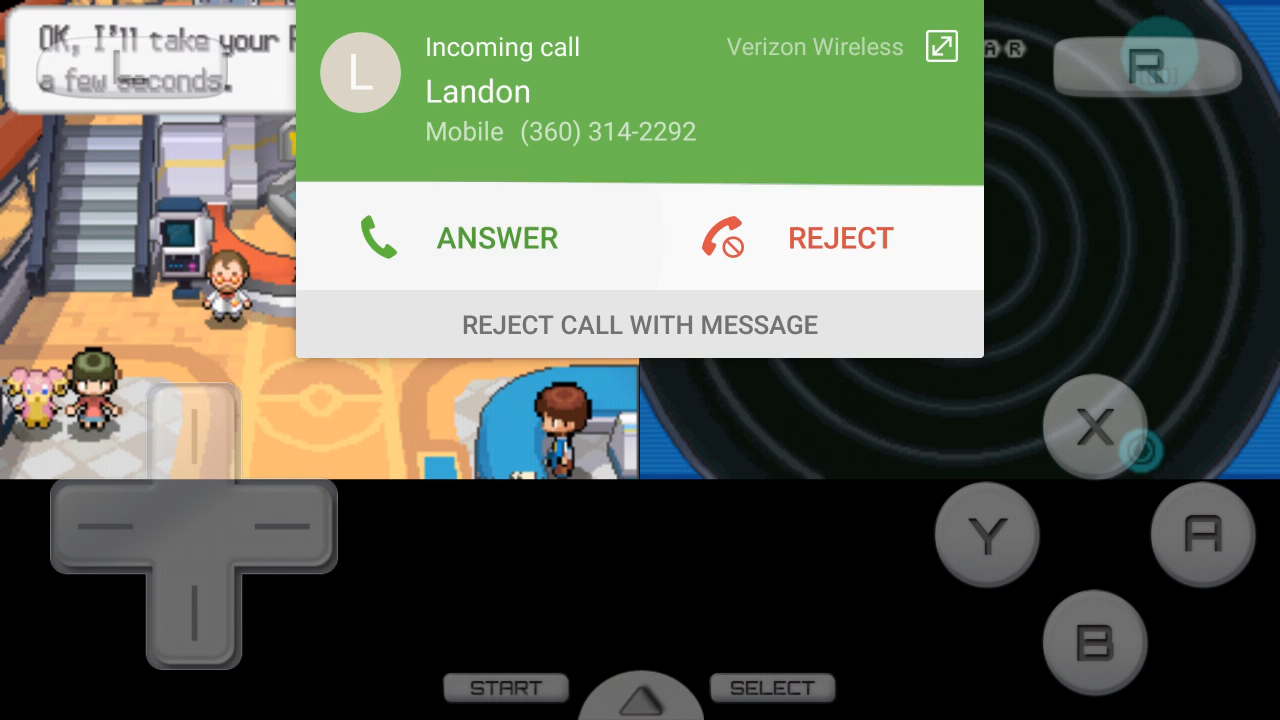 OK, I'll take your
a few seconds.
L
L
Incoming call
Landon
Mobile (360) 314-2292
Verizon Wireless
R
R
ANSWER
REJECT
REJECT CALL WITH MESSAGE
X
Y
A
B
START
SELECT